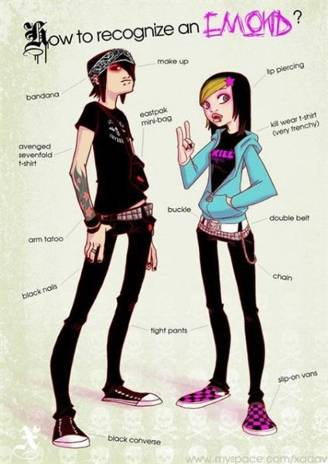 How to recognize an EMOKID?
make up
lip piercing
bandana
eastpak
mini-bag
kill wear t-shirt
(very frenchy)
avenged
sevenfold
t-shirt
KILL
buckle
double belt
arm tatoo
chain
black nails
tight pants
slip-on vans
black converse
www.myspace.com/xadav